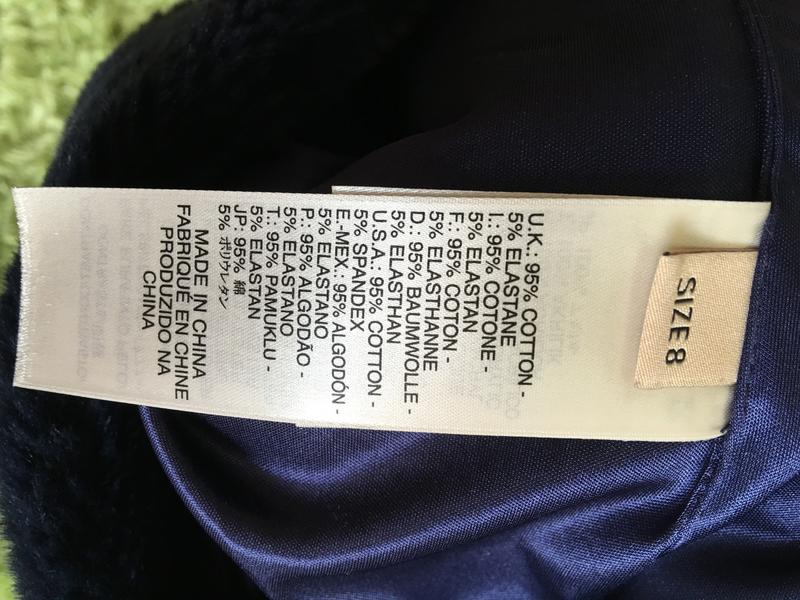 SIZE 8
U.K.: 95% COTTON -
5% ELASTANE
I.: 95% COTONE -
5% ELASTAN
F.: 95% COTON -
5% ELASTHANNE
D.: 95% BAUMWOLLE -
5% ELASTHAN
U.S.A.: 95% COTTON -
5% SPANDEX
E.-MEX.: 95% ALGODÓN -
5% ELASTANO
P.: 95% ALGODÃO -
5% ELASTANO
T.: 95% PAMUKLU -
5% ELASTAN
JP: 95% 綿
5% ポリウレタン
MADE IN CHINA
FABRIQUÉ EN CHINE
PRODUZIDO NA
CHINA